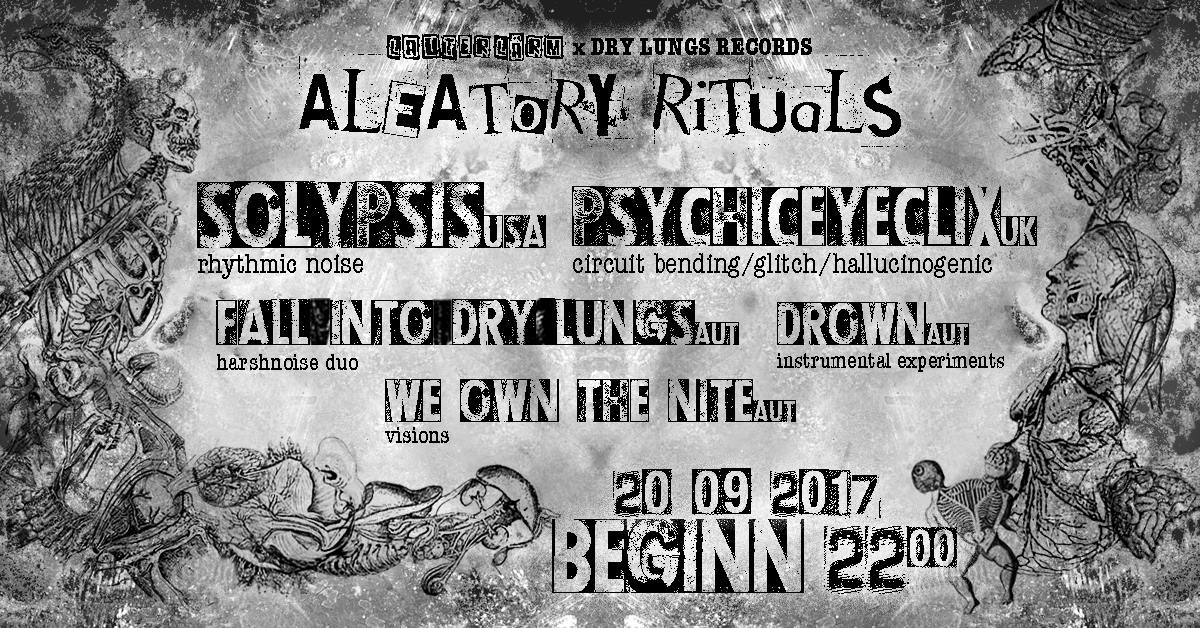 LAUTERLÄRM x DRY LUNGS RECORDS
ALEATORY RiTUaLS
SOLYPSIS USA PSYCHICEYECLIX UK
rhythmic noise circuit bending/glitch/hallucinogenic
FALL INTO DRY LUNGS AUT DROWN AUT
harshnoise duo instrumental experiments
WE OWN THE NITE AUT
visions
20 09 2017
BEGINN 22 00